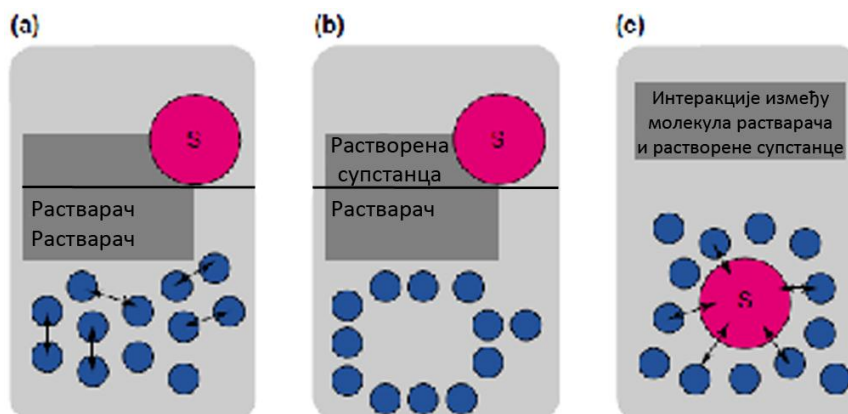 (a)
S
Растварач
Растварач
(b)
S
Растворена
супстанца
Растварач
(c)
Интеракције између
молекула растварача
и растворене супстанце
S